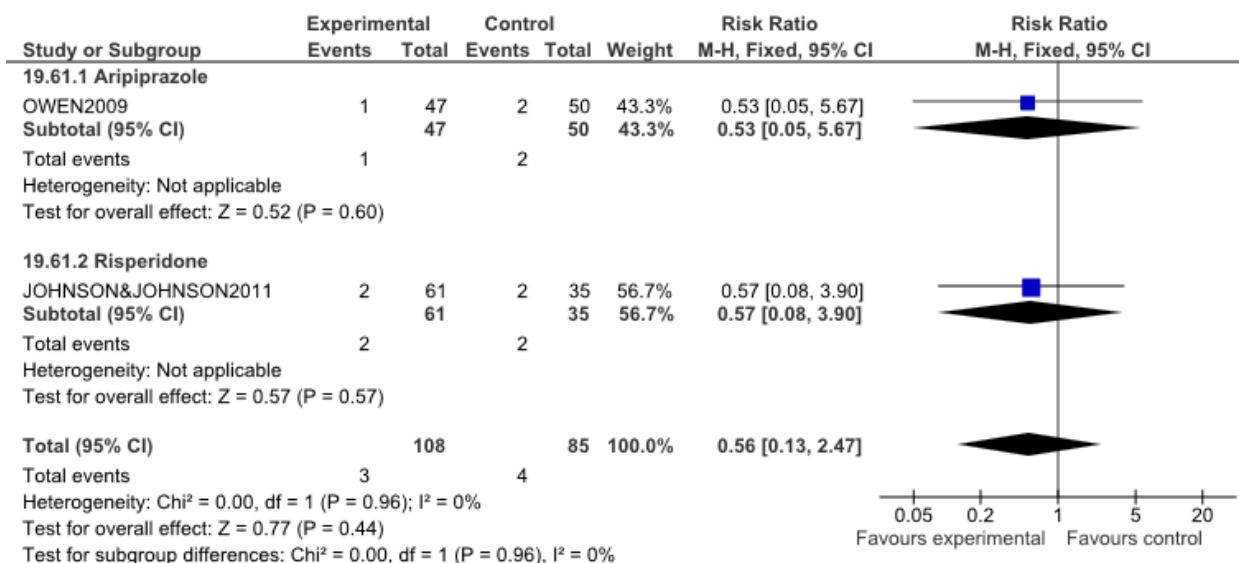 Experimental Control Risk Ratio Risk Ratio
Study or Subgroup Events Total Events Total Weight M-H, Fixed, 95% CI M-H, Fixed, 95% CI
19.61.1 Aripiprazole
OWEN2009 1 47 2 50 43.3% 0.53 [0.05, 5.67]
Subtotal (95% CI) 47 50 43.3% 0.53 [0.05, 5.67]
Total events 1 2
Heterogeneity: Not applicable
Test for overall effect: Z = 0.52 (P = 0.60)
19.61.2 Risperidone
JOHNSON&JOHNSON2011 2 61 2 35 56.7% 0.57 [0.08, 3.90]
Subtotal (95% CI) 61 35 56.7% 0.57 [0.08, 3.90]
Total events 2 2
Heterogeneity: Not applicable
Test for overall effect: Z = 0.57 (P = 0.57)
Total (95% CI) 108 85 100.0% 0.56 [0.13, 2.47]
Total events 3 4
Heterogeneity: Chi² = 0.00, df = 1 (P = 0.96); I² = 0%
Test for overall effect: Z = 0.77 (P = 0.44)
Test for subgroup differences: Chi² = 0.00, df = 1 (P = 0.96), I² = 0%
0.05 0.2 1 5 20
Favours experimental Favours control